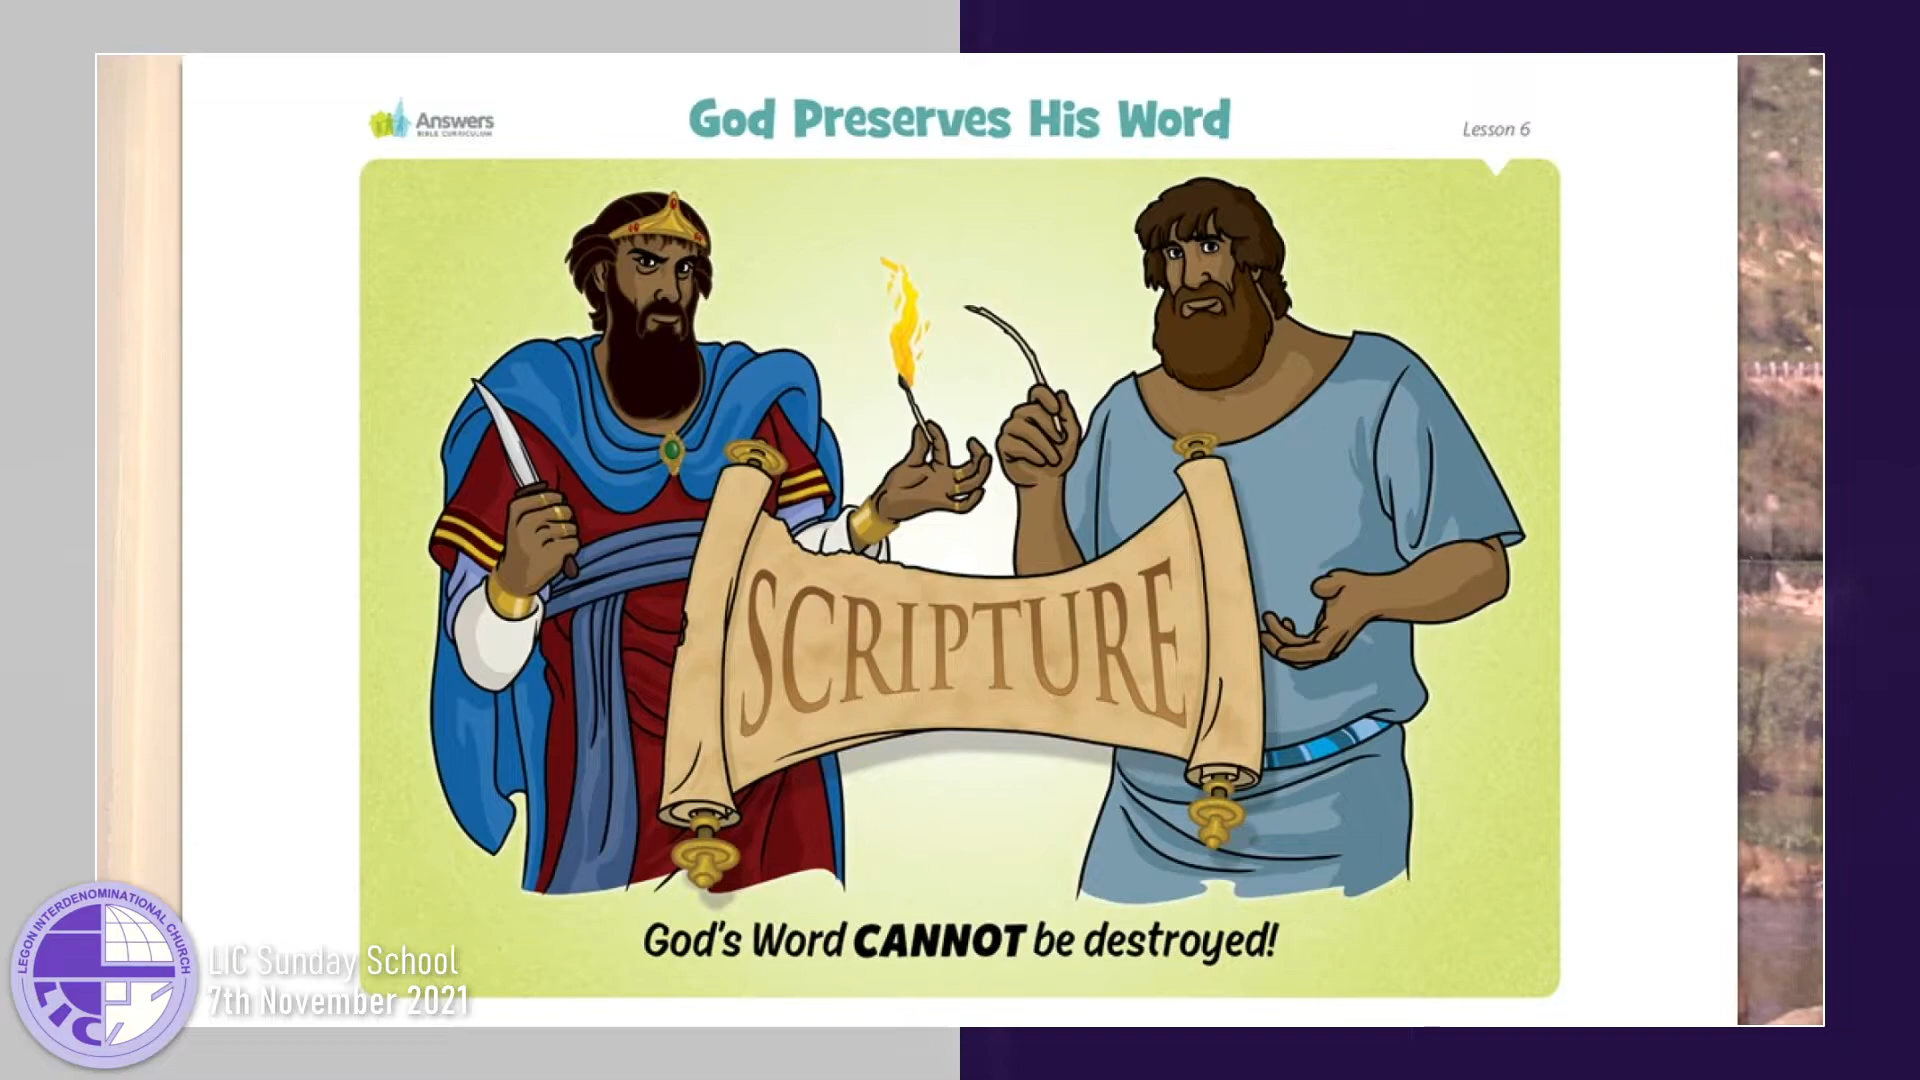 Answers
BIBLE CURRICULUM
God Preserves His Word
Lesson 6
SCRIPTURE
God's Word CANNOT be destroyed!
LEGON INTERDENOMINATIONAL CHURCH
LIC
LIC Sunday School
7th November 2021